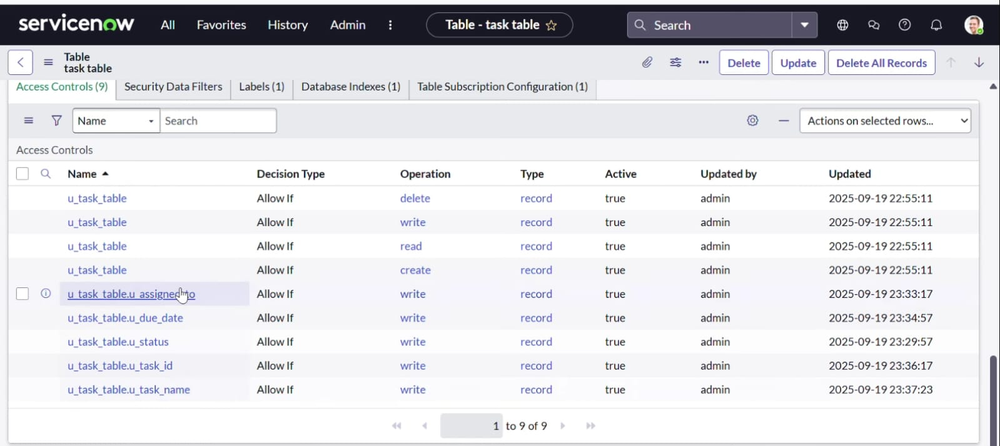 servicenow All Favorites History Admin Table - task table Search
Table
task table
Delete Update Delete All Records
Access Controls (9) Security Data Filters Labels (1) Database Indexes (1) Table Subscription Configuration (1)
Name Search Actions on selected rows...
Access Controls
Name Decision Type Operation Type Active Updated by Updated
u_task_table Allow If delete record true admin 2025-09-19 22:55:11
u_task_table Allow If write record true admin 2025-09-19 22:55:11
u_task_table Allow If read record true admin 2025-09-19 22:55:11
u_task_table Allow If create record true admin 2025-09-19 22:55:11
u_task_table.u_assigned_to Allow If write record true admin 2025-09-19 23:33:17
u_task_table.u_due_date Allow If write record true admin 2025-09-19 23:34:57
u_task_table.u_status Allow If write record true admin 2025-09-19 23:29:57
u_task_table.u_task_id Allow If write record true admin 2025-09-19 23:36:17
u_task_table.u_task_name Allow If write record true admin 2025-09-19 23:37:23
1 to 9 of 9